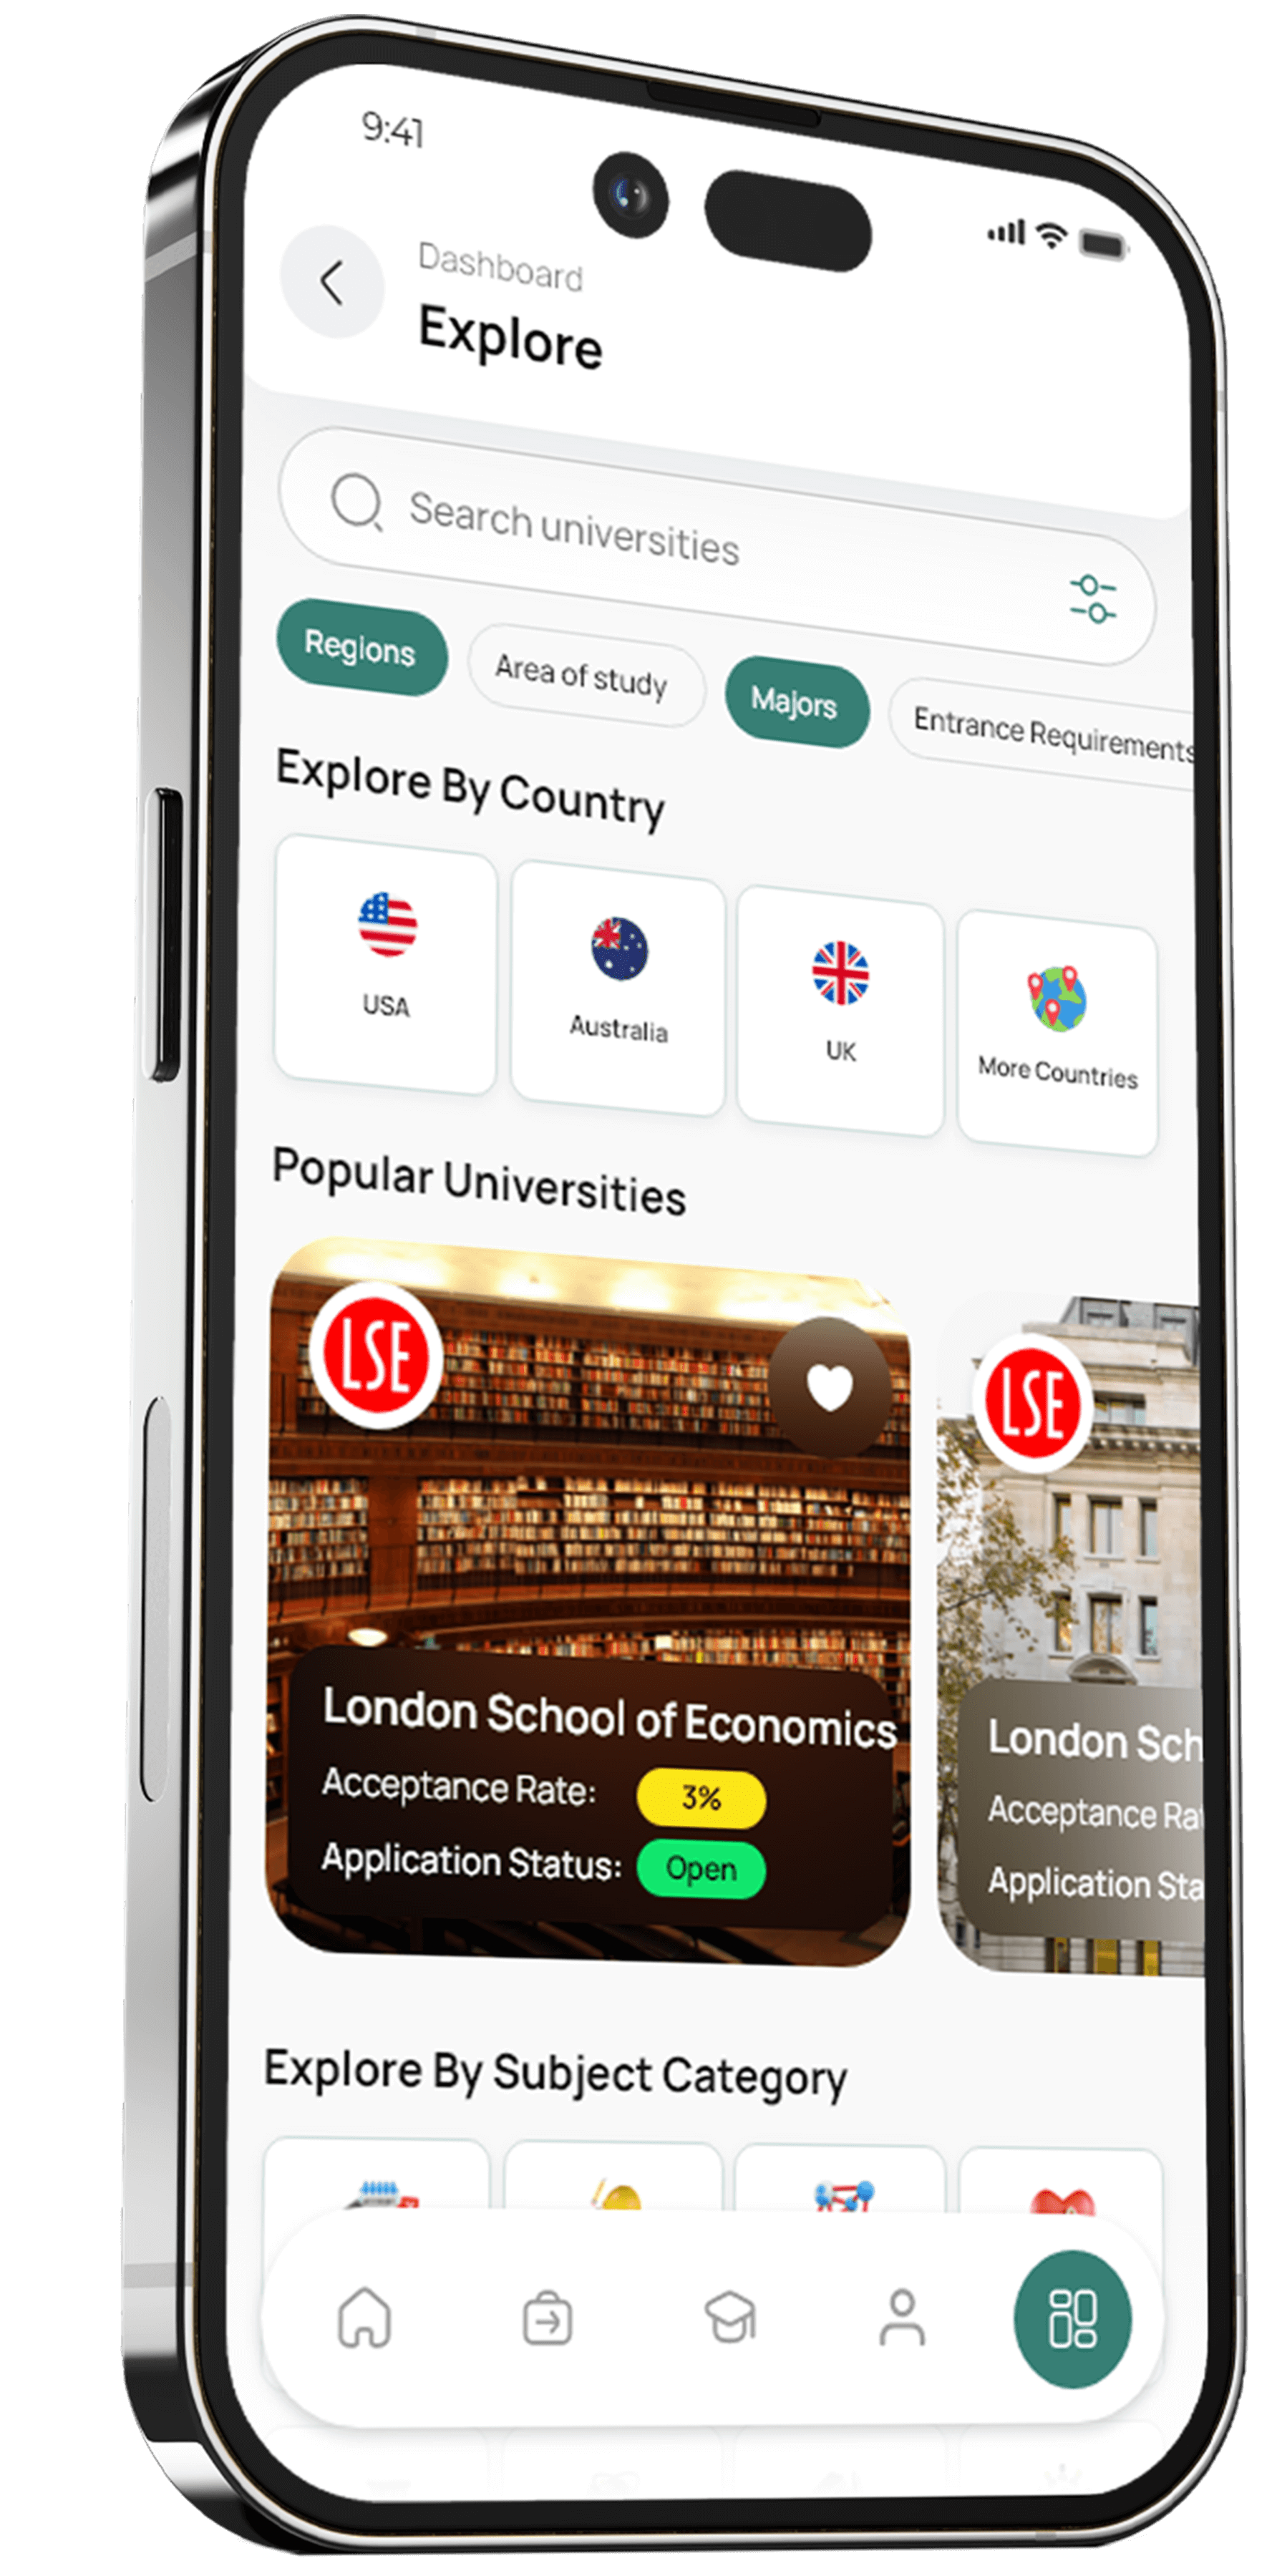 9:41
Dashboard
Explore
Search universities
Regions
Area of study
Majors
Entrance Requirements
Explore By Country
USA
Australia
UK
More Countries
Popular Universities
LSE
LSE
London School of Economics
Acceptance Rate: 3%
Application Status: Open
London Sch
Acceptance Ra
Application Sta
Explore By Subject Category